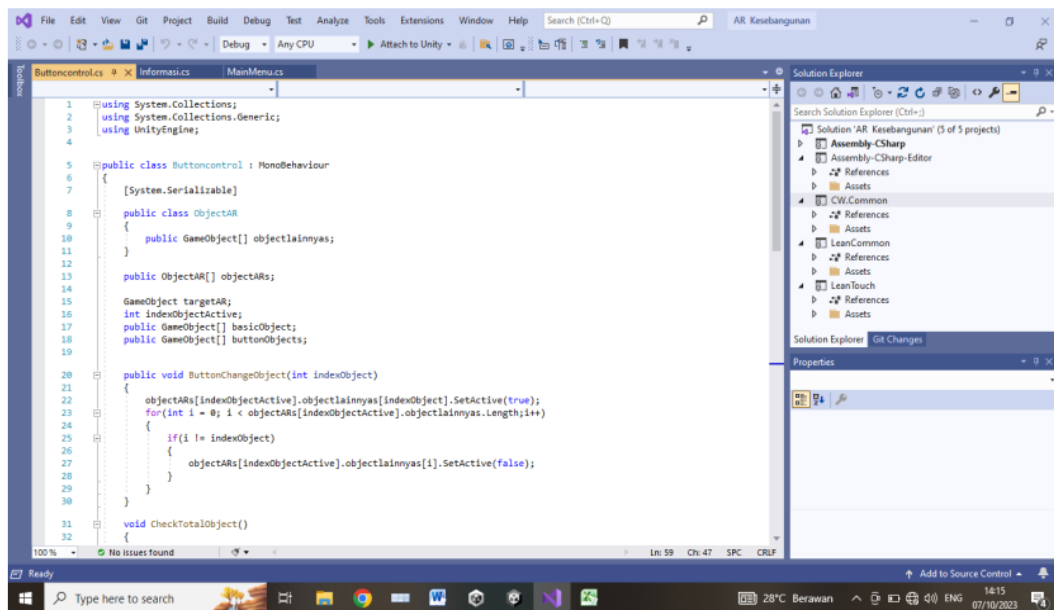 File Edit View Git Project Build Debug Test Analyze Tools Extensions Window Help Search (Ctrl+Q) AR Kesebangunan
Debug Any CPU Attach to Unity
Toolbox
Buttoncontrol.cs Informasi.cs MainMenu.cs
1 using System.Collections;
2 using System.Collections.Generic;
3 using UnityEngine;
4
5 public class Buttoncontrol : MonoBehaviour
6 {
7 [System.Serializable]
8 public class ObjectAR
9 {
10 public GameObject[] objectlainnyas;
11 }
12
13 public ObjectAR[] objectARs;
14
15 GameObject targetAR;
16 int indexObjectActive;
17 public GameObject[] basicObject;
18 public GameObject[] buttonObjects;
19
20 public void ButtonChangeObject(int indexObject)
21 {
22 objectARs[indexObjectActive].objectlainnyas[indexObject].SetActive(true);
23 for(int i = 0; i < objectARs[indexObjectActive].objectlainnyas.Length;i++)
24 {
25 if(i != indexObject)
26 {
27 objectARs[indexObjectActive].objectlainnyas[i].SetActive(false);
28 }
29 }
30 }
31 void CheckTotalObject()
32 {
100 % No issues found Ln: 59 Ch: 47 SPC CRLF
Solution Explorer
Search Solution Explorer (Ctrl+;)
Solution 'AR Kesebangunan' (5 of 5 projects)
Assembly-CSharp
Assembly-CSharp-Editor
References
Assets
CW.Common
References
Assets
LeanCommon
References
Assets
LeanTouch
References
Assets
Solution Explorer Git Changes
Properties
Ready Add to Source Control
Type here to search 28°C Berawan ENG 14:15
07/10/2023